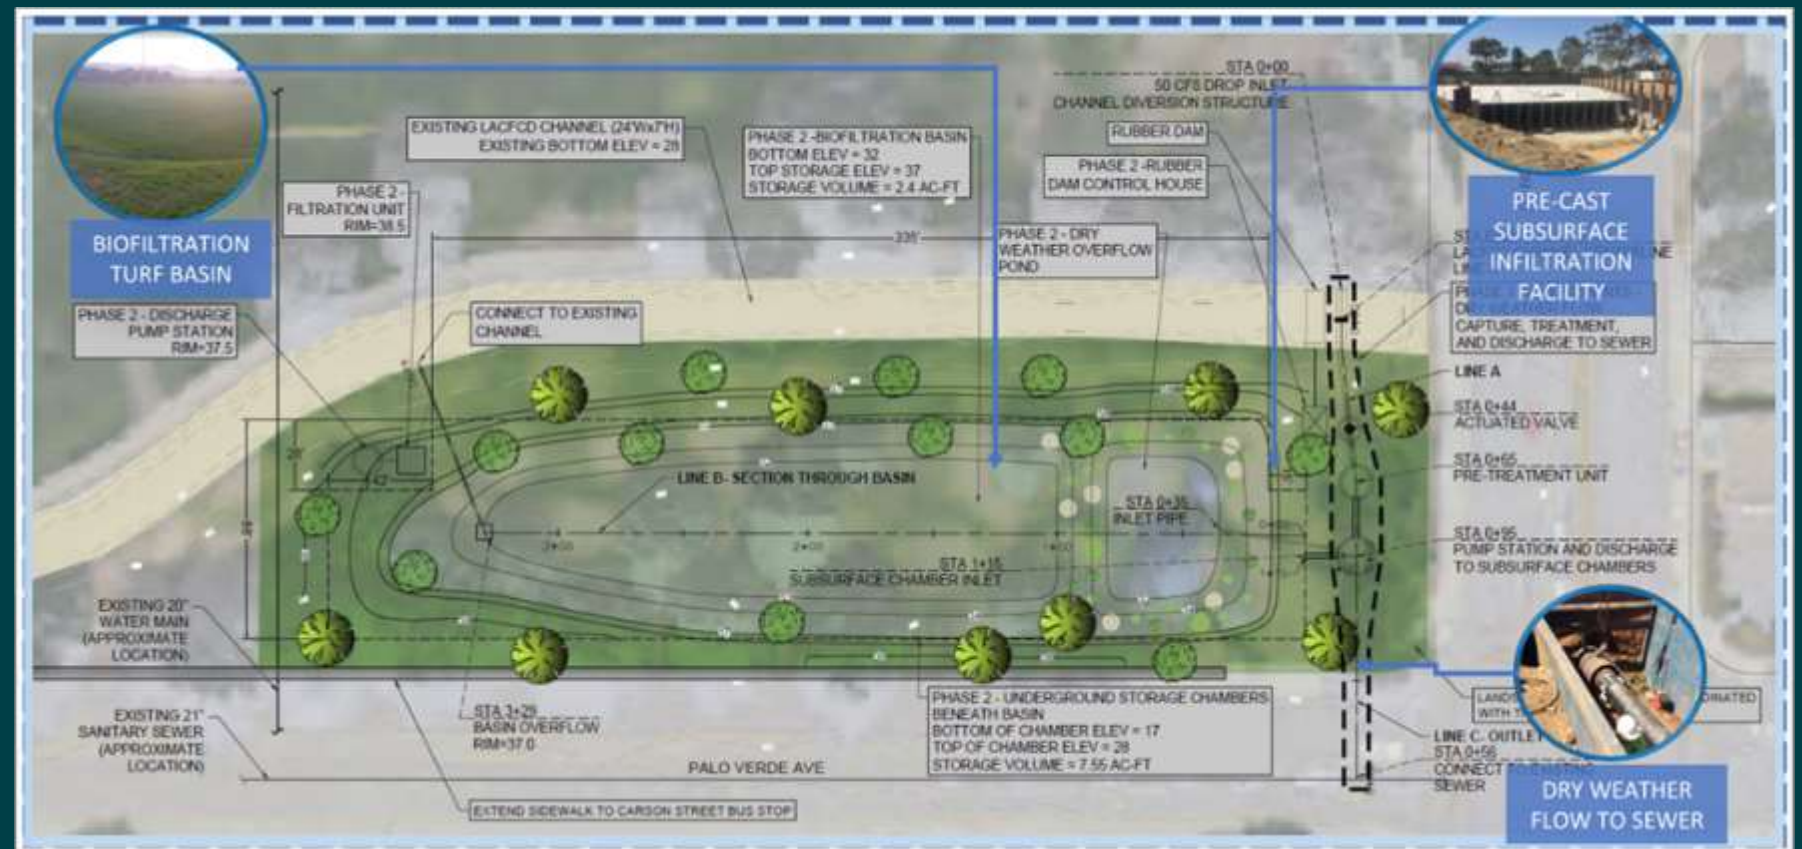 BIOFILTRATION
TURF BASIN
EXISTING LACFCD CHANNEL (24'Wx7'H)
EXISTING BOTTOM ELEV = 28
PHASE 2 -
FILTRATION UNIT
RIM=38.5
PHASE 2 -BIOFILTRATION BASIN
BOTTOM ELEV = 32
TOP STORAGE ELEV = 37
STORAGE VOLUME = 2.4 AC-FT
STA 0+00
50 CFS DROP INLET
CHANNEL DIVERSION STRUCTURE
RUBBER DAM
PHASE 2 -RUBBER
DAM CONTROL HOUSE
PRE-CAST
SUBSURFACE
INFILTRATION
FACILITY
338'
PHASE 2 - DRY
WEATHER OVERFLOW
POND
PHASE 2 - DISCHARGE
PUMP STATION
RIM=37.5
CONNECT TO EXISTING
CHANNEL
CAPTURE, TREATMENT,
AND DISCHARGE TO SEWER
LINE A
STA 0+44
ACTUATED VALVE
STA 0+65
PRE-TREATMENT UNIT
LINE B- SECTION THROUGH BASIN
STA 0+35
INLET PIPE
STA 0+95
PUMP STATION AND DISCHARGE
TO SUBSURFACE CHAMBERS
3+00
2+00
1+00
STA 1+15
SUBSURFACE CHAMBER INLET
EXISTING 20"
WATER MAIN
(APPROXIMATE
LOCATION)
EXISTING 21"
SANITARY SEWER
(APPROXIMATE
LOCATION)
STA 3+29
BASIN OVERFLOW
RIM=37.0
PHASE 2 - UNDERGROUND STORAGE CHAMBERS
BENEATH BASIN
BOTTOM OF CHAMBER ELEV = 17
TOP OF CHAMBER ELEV = 28
STORAGE VOLUME = 7.55 AC-FT
PALO VERDE AVE
EXTEND SIDEWALK TO CARSON STREET BUS STOP
LINE C- OUTLET
STA 0+56
SEWER
DRY WEATHER
FLOW TO SEWER